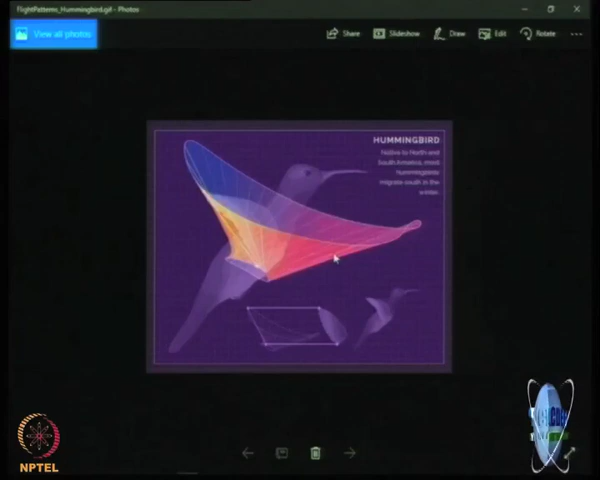 FlightPatterns_Hummingbird.gif - Photos
View all photos
Share
Slideshow
Draw
Edit
Rotate
HUMMINGBIRD
Native to North and
South America, most
hummingbirds
migrate south in the
winter.
NPTEL